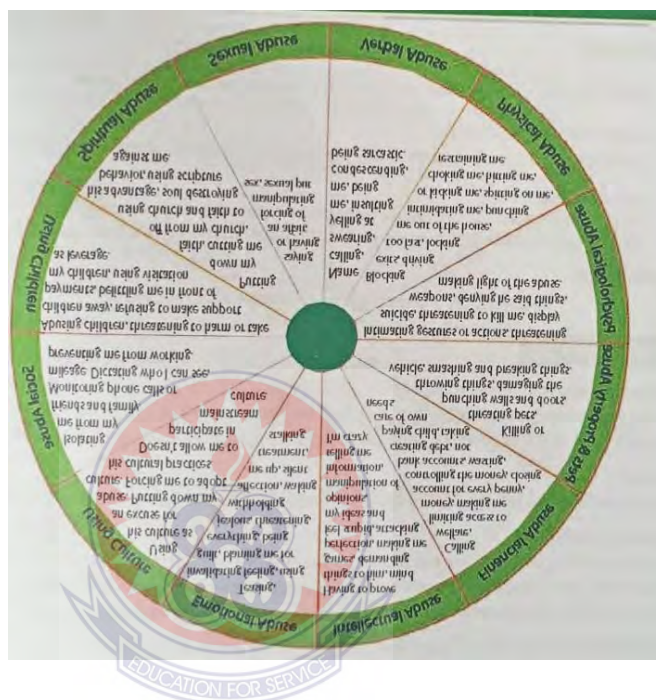 Intellectual Abuse
Having to prove
things to him, mind
games, demanding
perfection, making me
feel stupid, attacking
my ideas and
opinions,
manipulation of
information,
telling me
I'm crazy
Financial Abuse
Calling
welfare,
limiting access to
money, making me
account for every penny,
controlling the money, closing
bank accounts, wasting,
creating debt, not
paying child, taking
care of own
needs
Pets & Property Abuse
Killing or
threating pets,
punching walls and doors,
throwing things, damaging the
vehicle, smashing and breaking things
Psychological Abuse
Intimating gestures or actions, threatening
suicide, threatening to kill me display
weapons, denying he said things,
making light of the abuse
Physical Abuse
Blocking
exits driving
too fast, locking
me out of the house,
intimidating me, punching
or kicking me, spitting on me,
choking me, hitting me,
restraining me
Verbal Abuse
Name
calling,
swearing,
yelling at
me, insulting
me, being
condescending,
being sarcastic
Sexual Abuse
saying
or having
an affair
forcing of
manipulating
sex, sexual put
Spiritual Abuse
Putting
down my
faith, cutting me
off from my church,
using church and faith to
his advantage, soul destroying
behavior, using scripture
against me
Using Children
Abusing children, threatening to harm or take
children away, refusing to make support
payments, belittling me in front of
my children, using visitation
as leverage.
Social Abuse
Isolating
me from my
friends and family
Monitoring phone calls or
mileage. Dictating who I can see,
preventing me from working.
Using Culture
Using
his culture as
an excuse for
abuse. Putting down my
culture. Forcing me to adopt
his cultural practices
Doesn't allow me to
participate in
mainstream
culture
Emotional Abuse
Teasing,
invalidating feeling, using
guilt, blaming me for
everything, being
jealous, threatening,
withholding
affection, waking
me up, silent
treatment,
stalking
EDUCATION FOR SERVICE